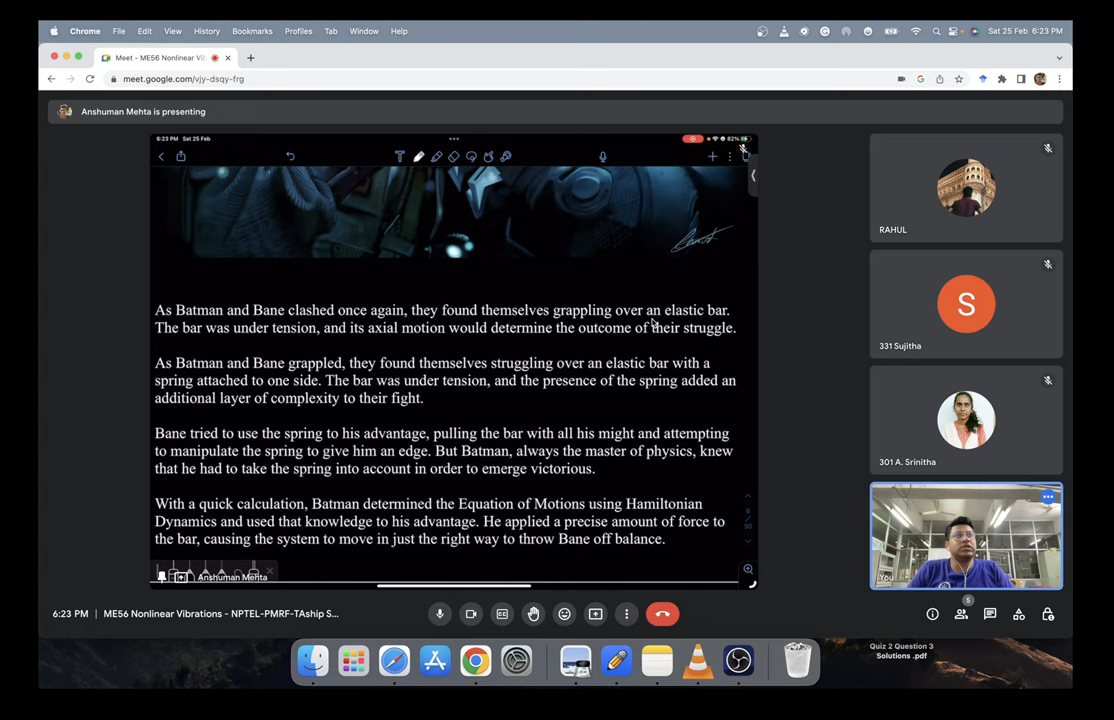 Chrome File Edit View History Bookmarks Profiles Tab Window Help
Sat 25 Feb 6:23 PM
Meet - ME56 Nonlinear Vib
meet.google.com/vjy-dsqy-frg
Anshuman Mehta is presenting
6:23 PM Sat 25 Feb
62%
As Batman and Bane clashed once again, they found themselves grappling over an elastic bar.
The bar was under tension, and its axial motion would determine the outcome of their struggle.
As Batman and Bane grappled, they found themselves struggling over an elastic bar with a
spring attached to one side. The bar was under tension, and the presence of the spring added an
additional layer of complexity to their fight.
Bane tried to use the spring to his advantage, pulling the bar with all his might and attempting
to manipulate the spring to give him an edge. But Batman, always the master of physics, knew
that he had to take the spring into account in order to emerge victorious.
With a quick calculation, Batman determined the Equation of Motions using Hamiltonian
Dynamics and used that knowledge to his advantage. He applied a precise amount of force to
the bar, causing the system to move in just the right way to throw Bane off balance.
Anshuman Mehta
RAHUL
S
331 Sujitha
301 A. Srinitha
You
6:23 PM | ME56 Nonlinear Vibrations - NPTEL-PMRF-TAship S...
5
Quiz 2 Question 3
Solutions .pdf